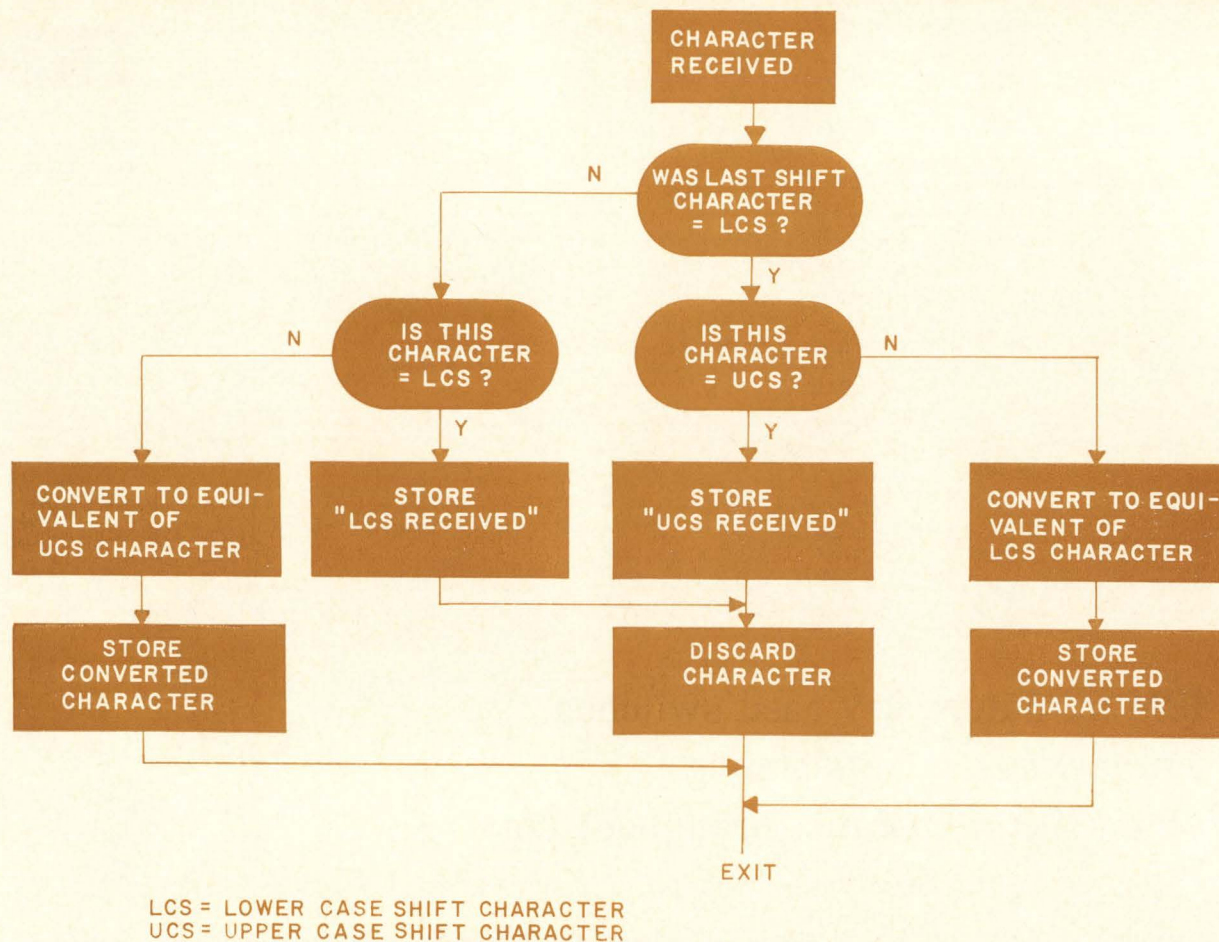 CHARACTER
RECEIVED
N
WAS LAST SHIFT
CHARACTER
= LCS ?
Y
N
IS THIS
CHARACTER
= LCS ?
Y
IS THIS
CHARACTER
= UCS ?
Y
N
CONVERT TO EQUI-
VALENT OF
UCS CHARACTER
STORE
"LCS RECEIVED"
STORE
"UCS RECEIVED"
CONVERT TO EQUI-
VALENT OF
LCS CHARACTER
STORE
CONVERTED
CHARACTER
DISCARD
CHARACTER
STORE
CONVERTED
CHARACTER
EXIT
LCS = LOWER CASE SHIFT CHARACTER
UCS = UPPER CASE SHIFT CHARACTER